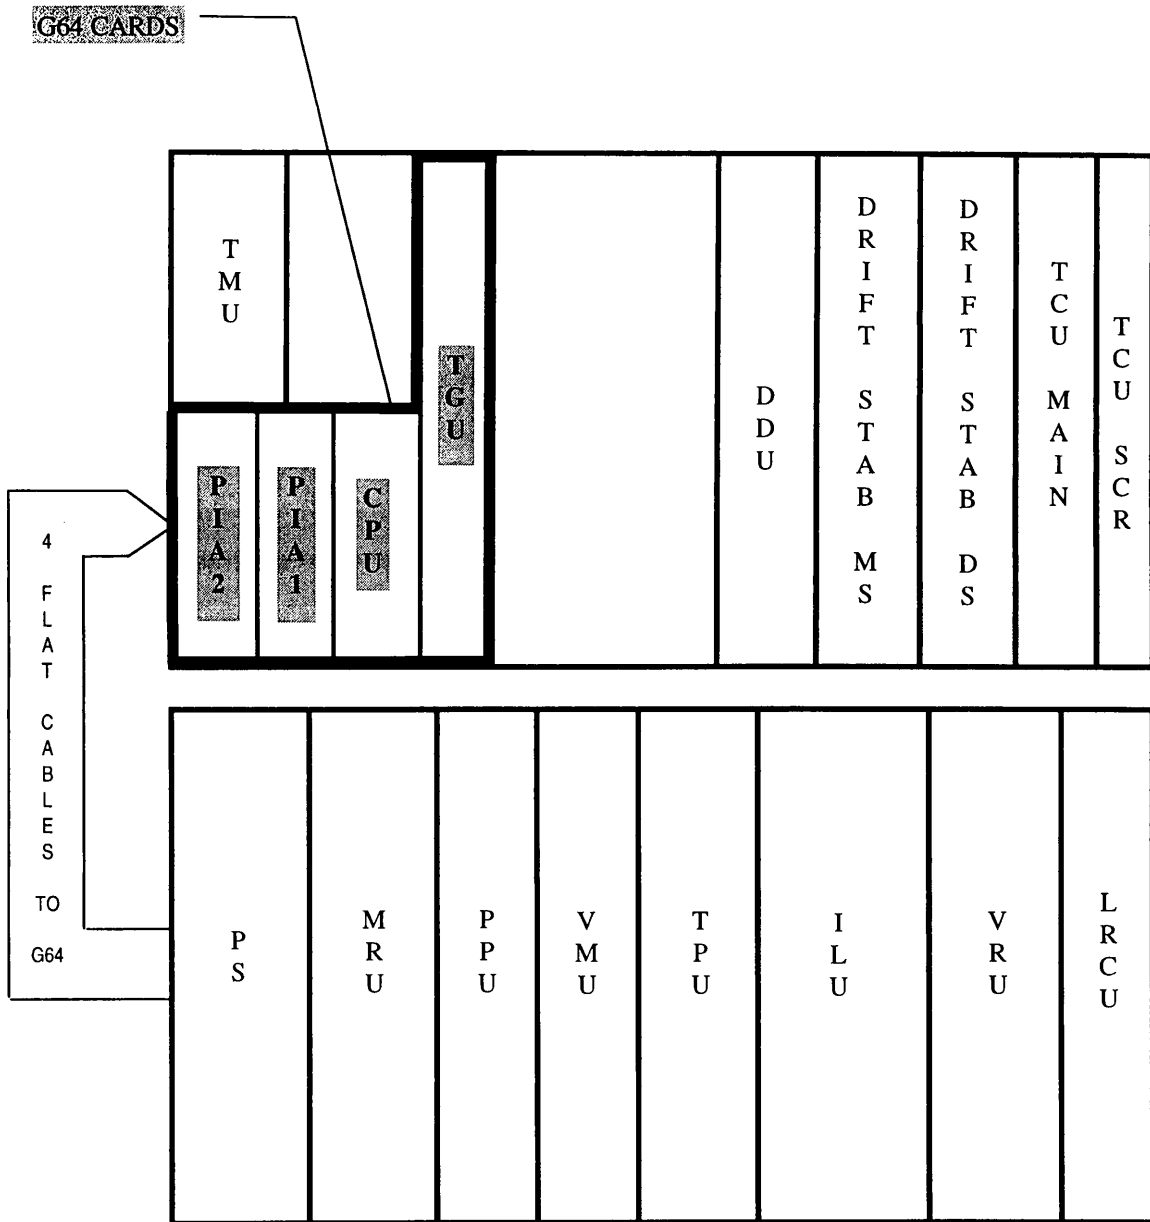 G64 CARDS
TMU
TGU
DDU
DRIFT STAB MS
DRIFT STAB DS
TCU MAIN
TCU SCR
PIA2
PIA1
CPU
4 FLAT CABLES TO G64
PS
MRU
PPU
VMU
TPU
ILU
VRU
LRCU